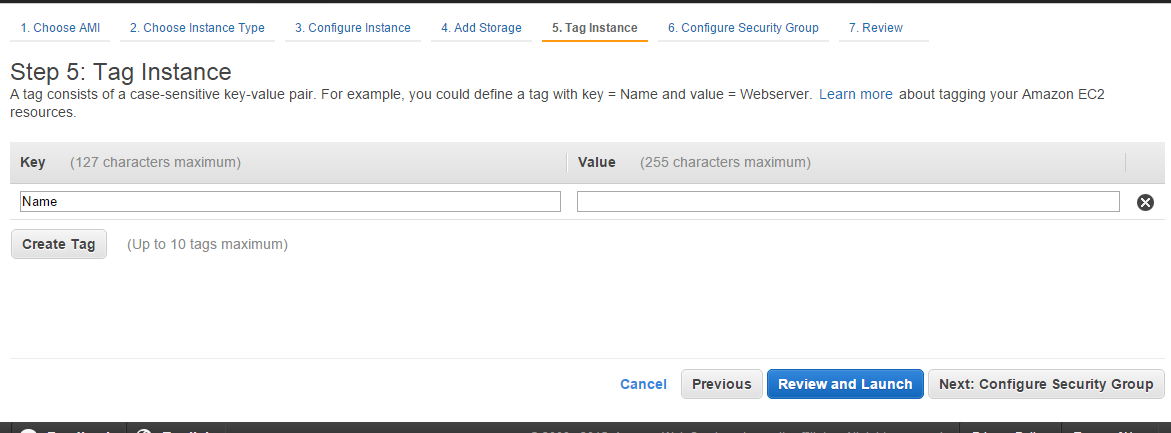 1. Choose AMI 2. Choose Instance Type 3. Configure Instance 4. Add Storage 5. Tag Instance 6. Configure Security Group 7. Review
Step 5: Tag Instance
A tag consists of a case-sensitive key-value pair. For example, you could define a tag with key = Name and value = Webserver. Learn more about tagging your Amazon EC2
resources.
Key (127 characters maximum) Value (255 characters maximum)
Name
Create Tag (Up to 10 tags maximum)
Cancel Previous Review and Launch Next: Configure Security Group